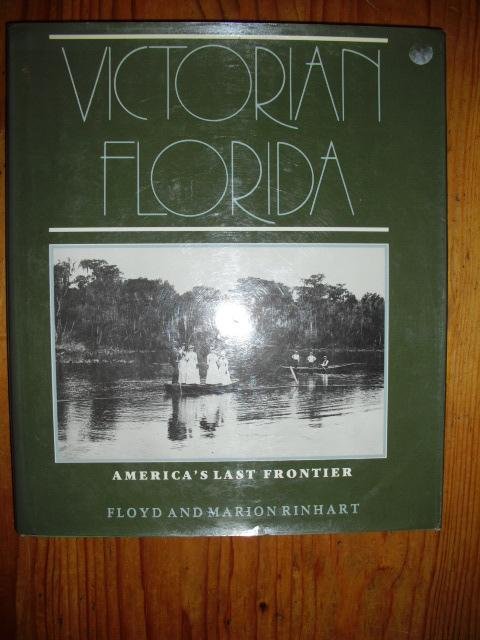 VICTORIAN
FLORIDA
AMERICA'S LAST FRONTIER
FLOYD AND MARION RINHART